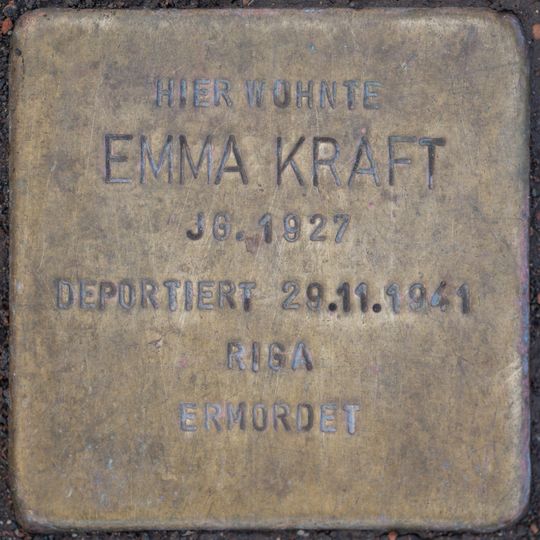 HIER WOHNTE
EMMA KRAFT
JG. 1927
DEPORTIERT 29.11.1941
RIGA
ERMORDET